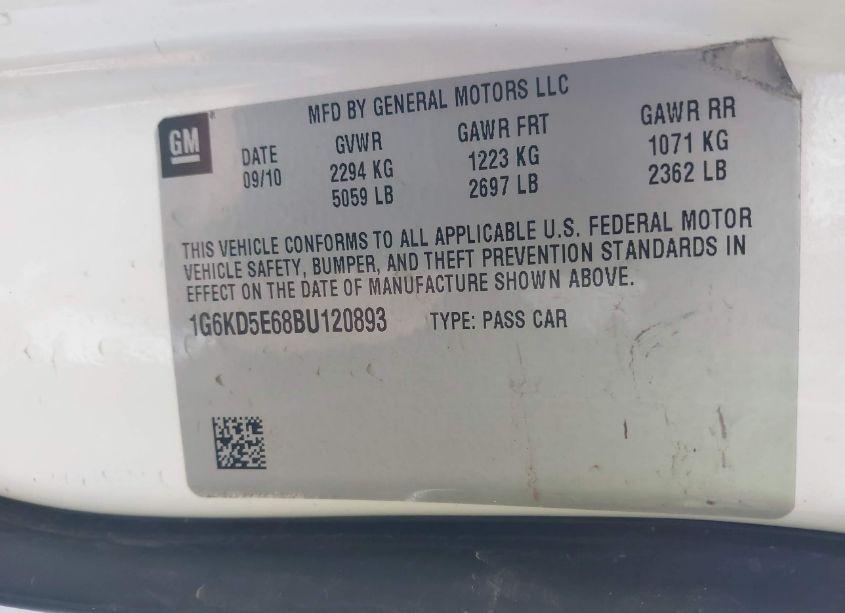 MFD BY GENERAL MOTORS LLC
GM
DATE GVWR GAWR FRT GAWR RR
09/10 2294 KG 1223 KG 1071 KG
5059 LB 2697 LB 2362 LB
THIS VEHICLE CONFORMS TO ALL APPLICABLE U.S. FEDERAL MOTOR
VEHICLE SAFETY, BUMPER, AND THEFT PREVENTION STANDARDS IN
EFFECT ON THE DATE OF MANUFACTURE SHOWN ABOVE.
1G6KD5E68BU120893 TYPE: PASS CAR